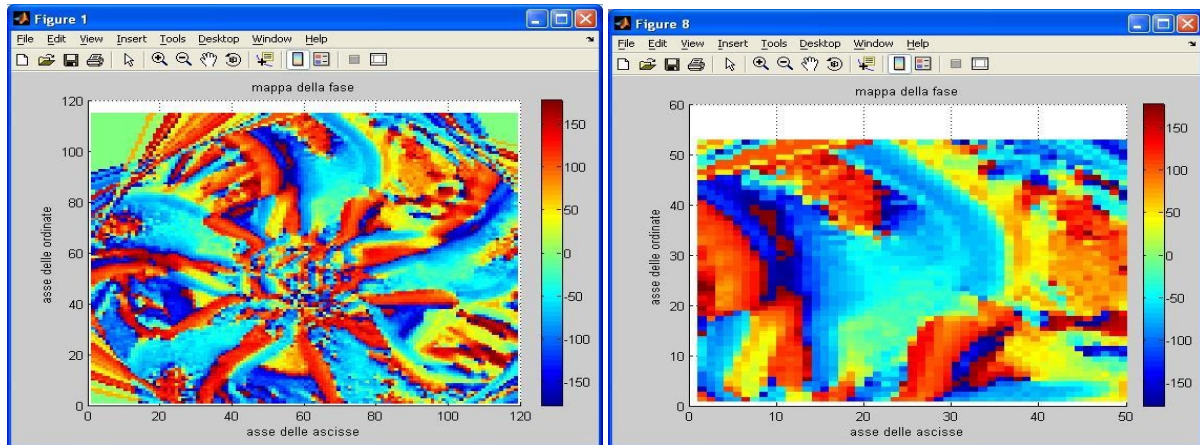 Figure 1
File Edit View Insert Tools Desktop Window Help
mappa della fase
asse delle ordinate
120
100
80
60
40
20
0
0 20 40 60 80 100 120
asse delle ascisse
150
100
50
0
-50
-100
-150
Figure 8
File Edit View Insert Tools Desktop Window Help
mappa della fase
asse delle ordinate
60
50
40
30
20
10
0
0 10 20 30 40 50
asse delle ascisse
150
100
50
0
-50
-100
-150